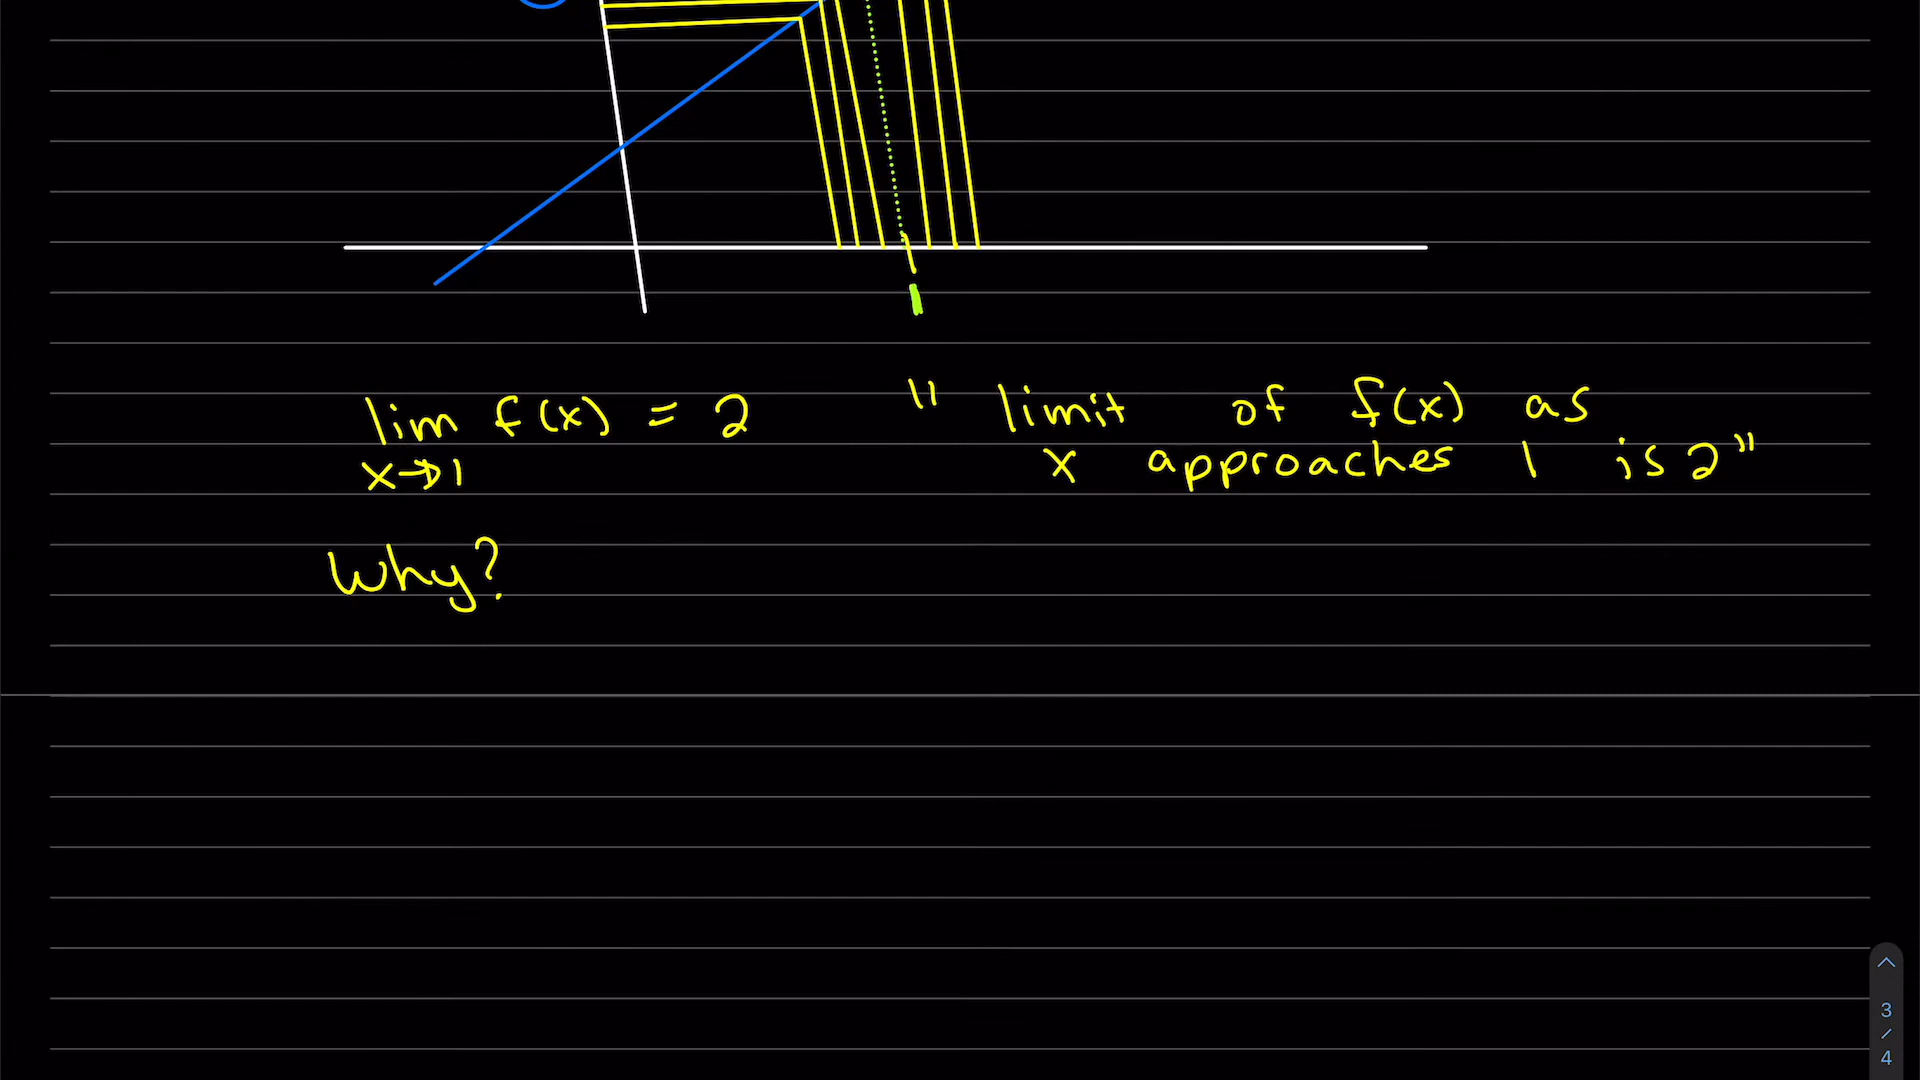 lim f(x) = 2 " limit of f(x) as
x→1 x approaches 1 is 2"
Why?
3
/
4